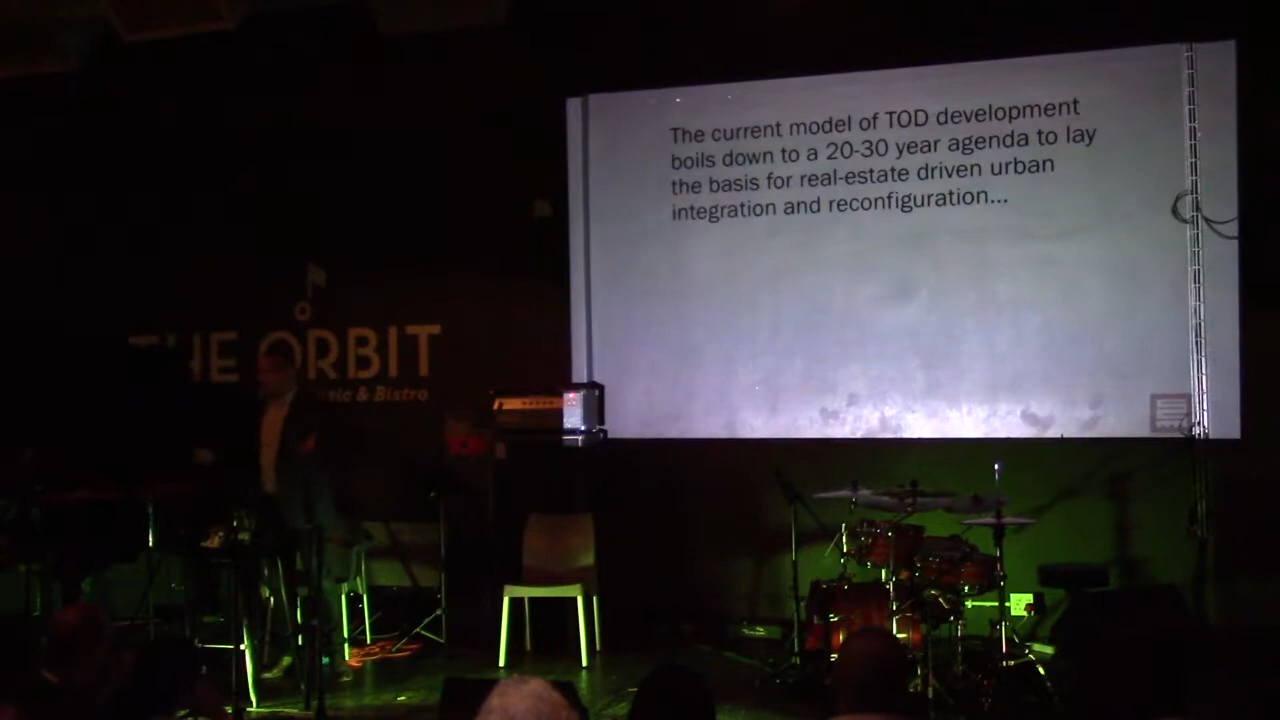 The current model of TOD development
boils down to a 20-30 year agenda to lay
the basis for real-estate driven urban
integration and reconfiguration...
THE ORBIT
& Bistro